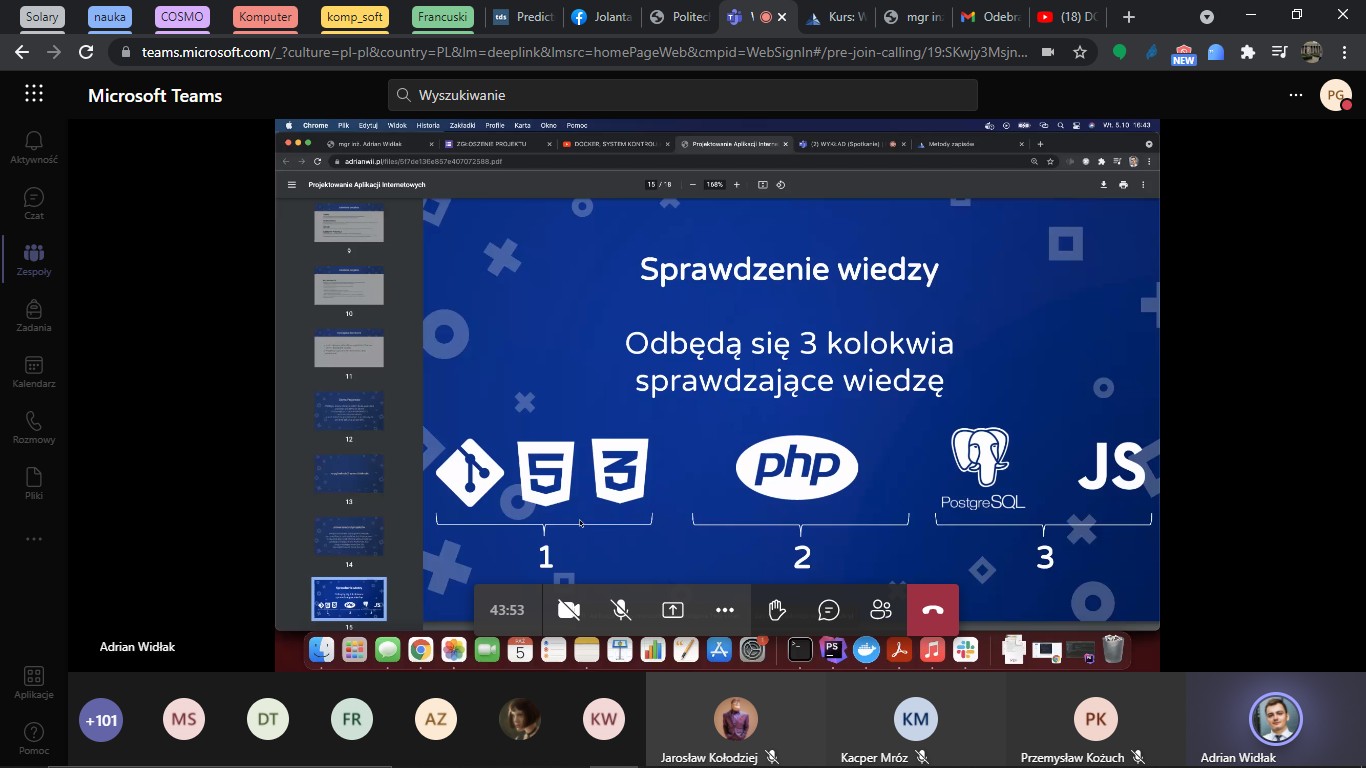 Solary
nauka
COSMO
Komputer
komp_soft
Francuski
tds
Predict
Jolanta
Politec
Kurs: W
mgr in
Odebra
(18) DO
teams.microsoft.com/_?culture=pl-pl&country=PL&lm=deeplink&lmsrc=homePageWeb&cmpid=WebSignIn#/pre-join-calling/19:SKwjy3Msjn...
NEW
Microsoft Teams
Wyszukiwanie
PG
Aktywność
Czat
Zespoły
Zadania
Kalendarz
Rozmowy
Pliki
Aplikacje
Pomoc
Chrome Plik Edytuj Widok Historia Zakładki Profile Karta Okno Pomoc
Wt. 5.10 16:43
mgr inż. Adrian Widłak
ZGŁOSZENIE PROJEKTU
DOCKER, SYSTEM KONTROLI
Projektowanie Aplikacji Interne
(2) WYKŁAD (Spotkanie)
Metody zapisów
adrianwii.pl/files/5f7de136e867e407072588.pdf
Projektowanie Aplikacji Internetowych
15 / 18
168%
9
10
11
12
13
14
15
Sprawdzenie wiedzy
Odbędą się 3 kolokwia
sprawdzające wiedzę
5
3
php
PostgreSQL
JS
1
2
3
43:53
5
PS
Adrian Widłak
+101
MS
DT
FR
AZ
KW
KM
PK
Jarosław Kołodziej
Kacper Mróz
Przemysław Kożuch
Adrian Widłak